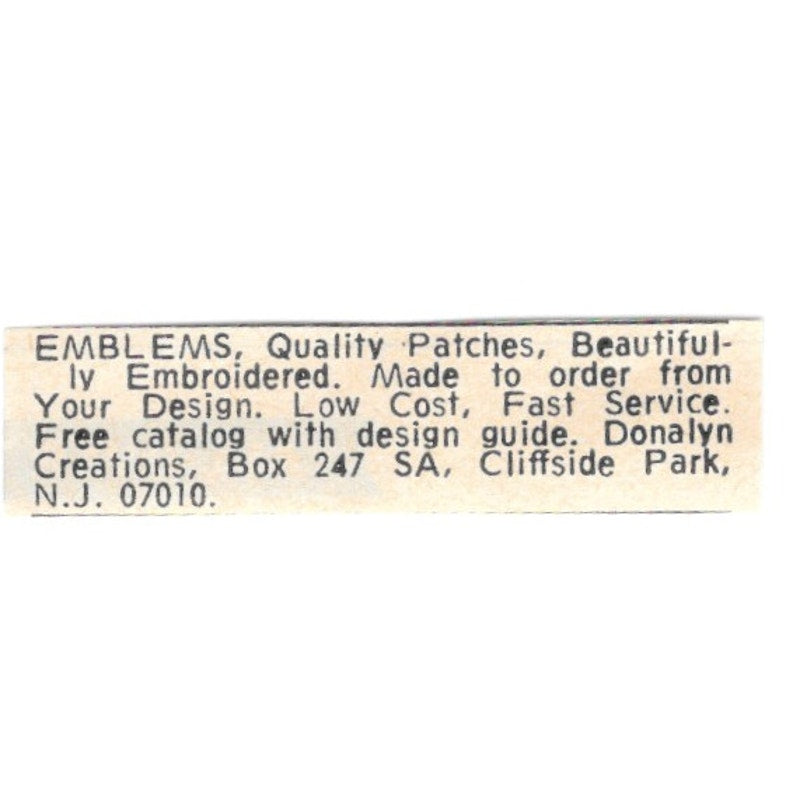 EMBLEMS, Quality Patches, Beautiful-
ly Embroidered. Made to order from
Your Design. Low Cost, Fast Service.
Free catalog with design guide. Donalyn
Creations, Box 247 SA, Cliffside Park,
N.J. 07010.